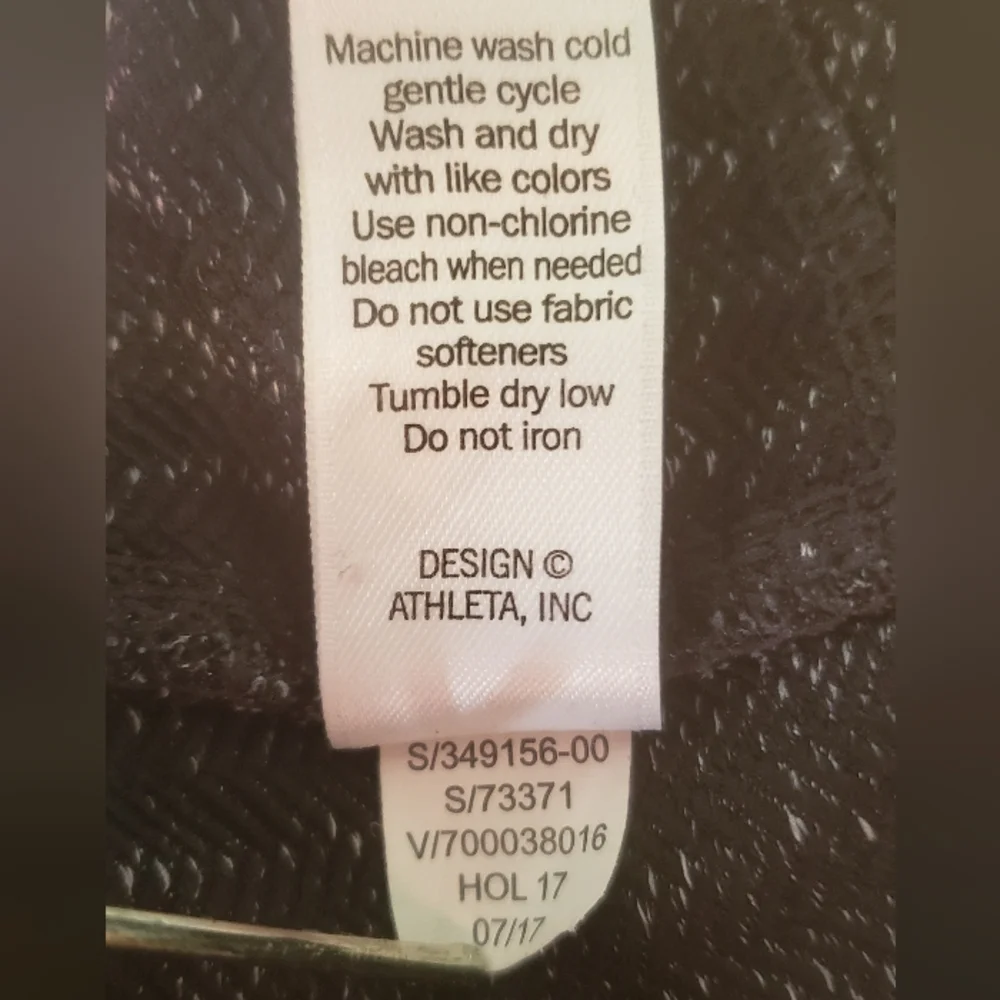 Machine wash cold
gentle cycle
Wash and dry
with like colors
Use non-chlorine
bleach when needed
Do not use fabric
softeners
Tumble dry low
Do not iron
DESIGN ©
ATHLETA, INC
S/349156-00
S/73371
V/700038016
HOL 17
07/17